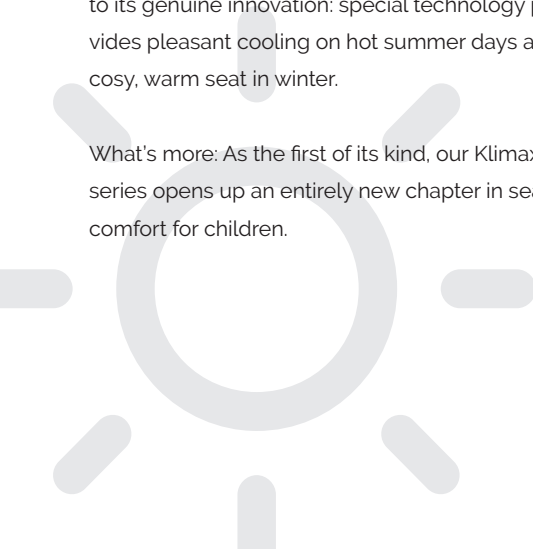 to its genuine innovation: special technology p
vides pleasant cooling on hot summer days a
cosy, warm seat in winter.
What's more: As the first of its kind, our Klimax
series opens up an entirely new chapter in sea
comfort for children.